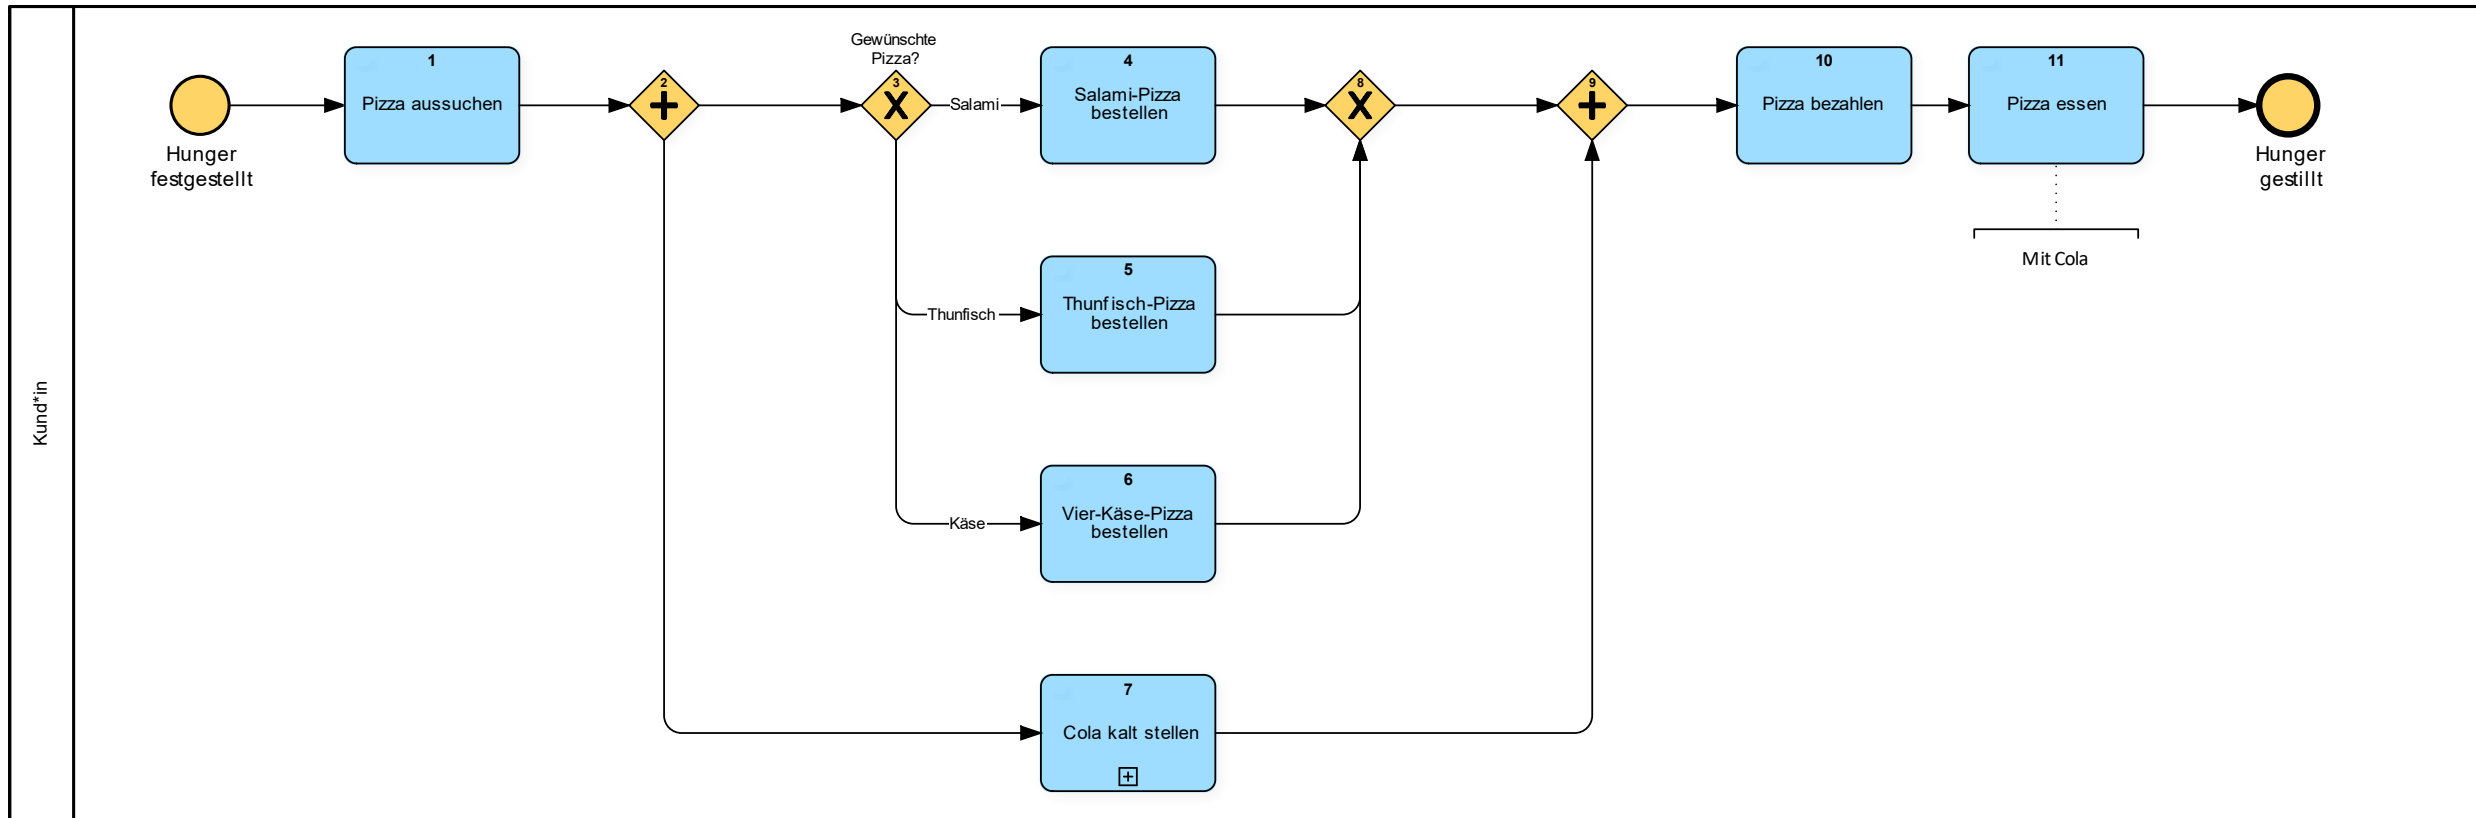 Kund*in
Hunger
festgestellt
1
Pizza aussuchen
2
Gewünschte
Pizza?
3
Salami
4
Salami-Pizza
bestellen
Thunfisch
5
Thunfisch-Pizza
bestellen
Käse
6
Vier-Käse-Pizza
bestellen
7
Cola kalt stellen
8
9
10
Pizza bezahlen
11
Pizza essen
Mit Cola
Hunger
gestillt